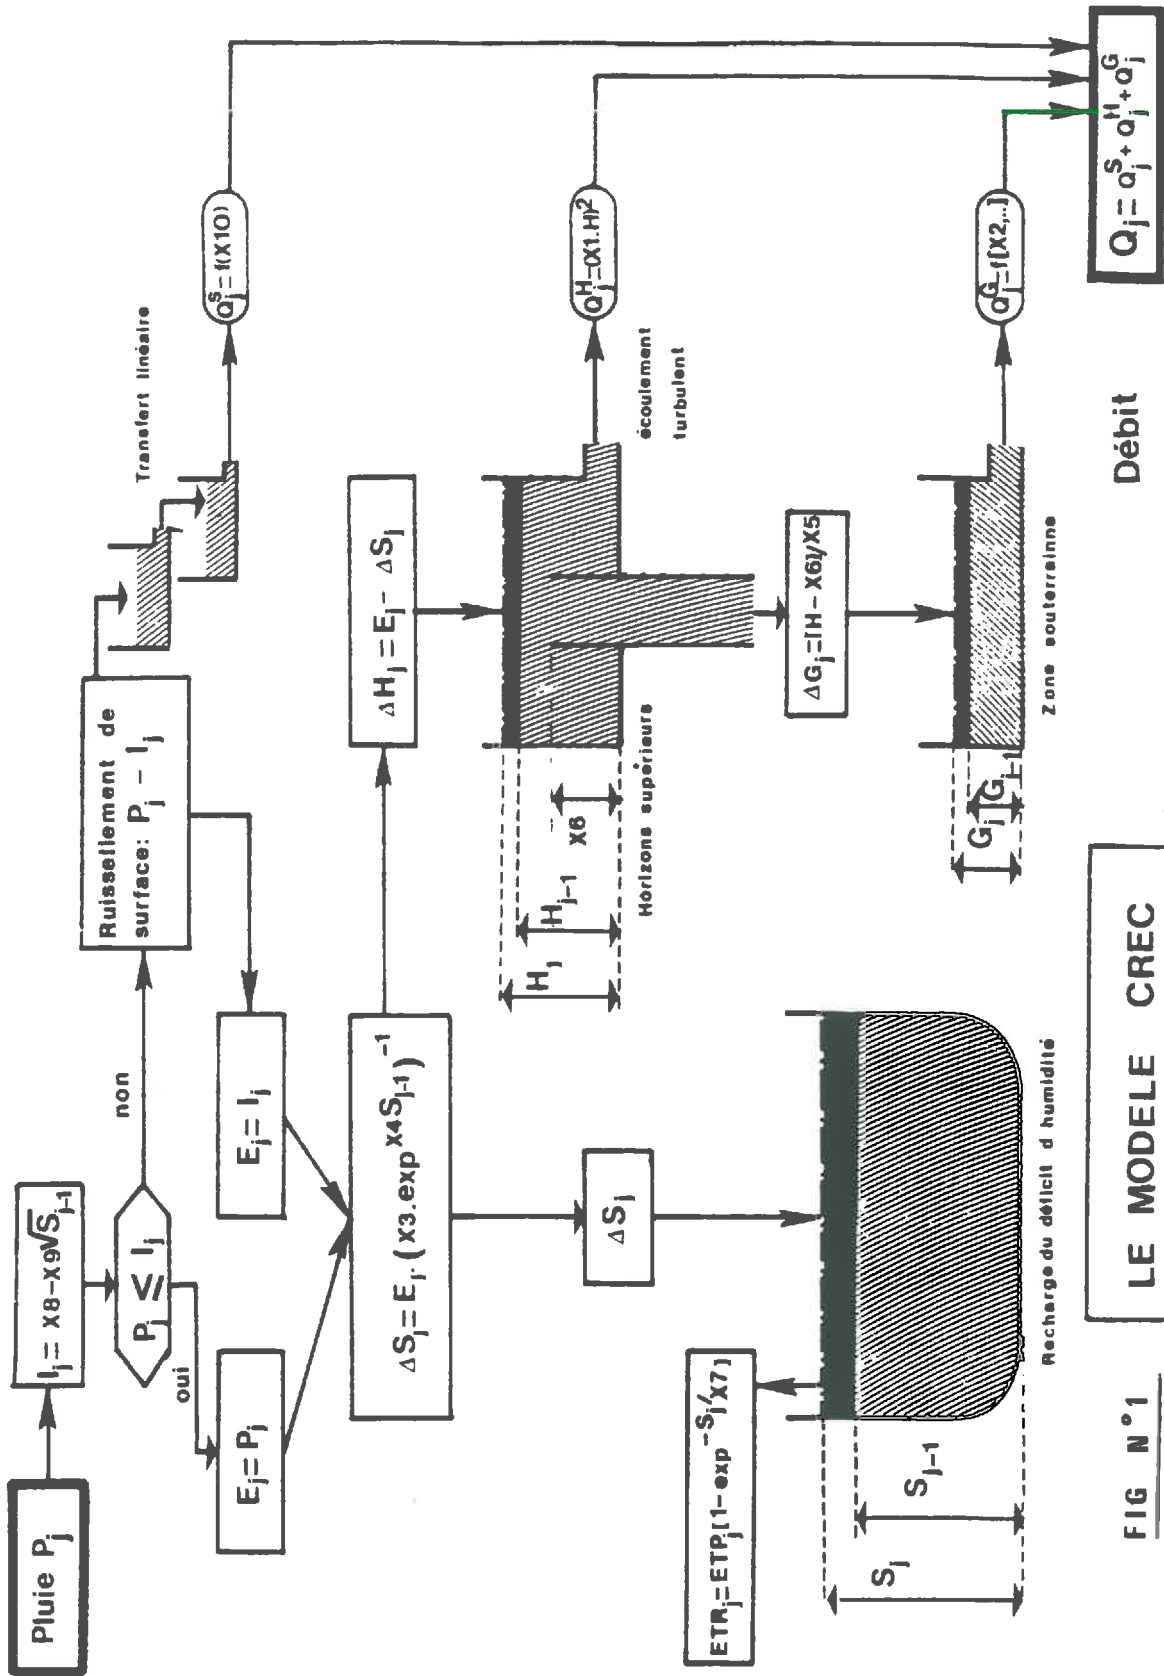 Pluie Pj
Ij = X8-X9√Sj-1
Pj ≤ Ij
oui
non
Ej = Pj
Ej = Ij
Ruissellement de
surface: Pj - Ij
Transfert linéaire
QjS = f(X10)
ΔSj = Ej.(X3.exp^X4Sj-1)^-1
ΔHj = Ej - ΔSj
ΔSj
Hj
Hj-1
X6
Horizons supérieurs
écoulement
turbulent
QjH = (X1.H)^2
ETRj = ETPj[1-exp^-Sj/X7]
Sj
Sj-1
Recharge du déficit d humidité
ΔGj = [H - X6]/X5
Gj
Gj-1
Zone souterrainne
QjG = f[X2,..]
Débit
Qj = QjS + QjH + QjG
FIG N°1
LE MODELE CREC